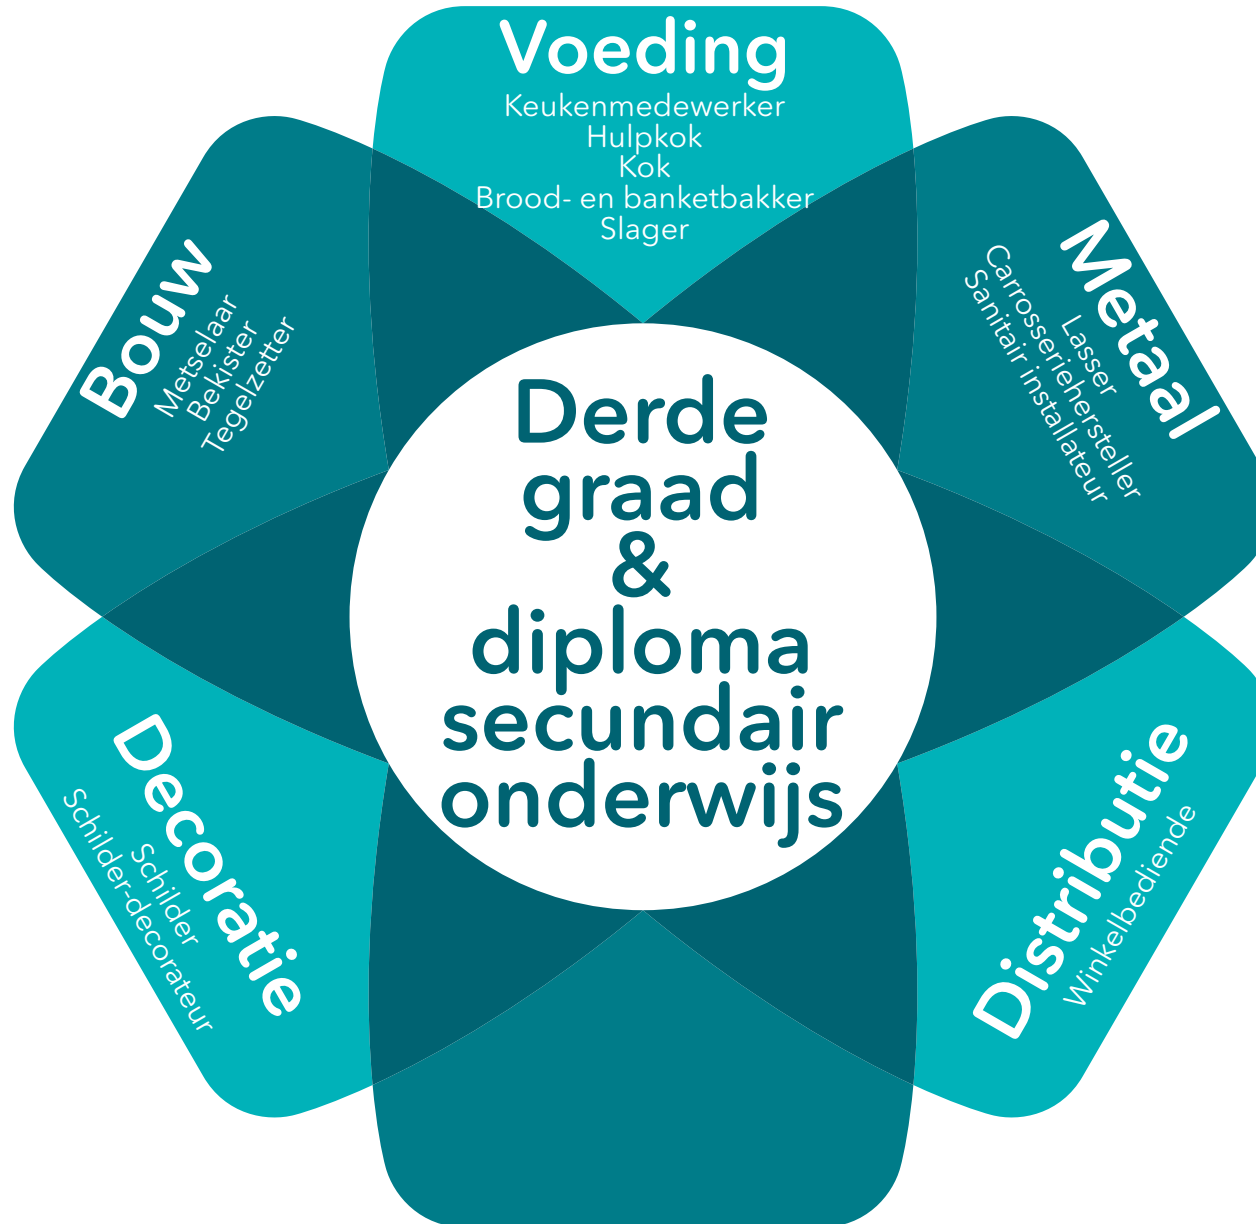 Voeding
Keukenmedewerker
Hulpkok
Kok
Brood- en banketbakker
Slager
Bouw
Metselaar
Bekister
Tegelzetter
Metaal
Lasser
Carrosseriehersteller
Sanitair installateur
Derde
graad
&
diploma
secundair
onderwijs
Decoratie
Schilder
Schilder-decorateur
Distributie
Winkelbediende